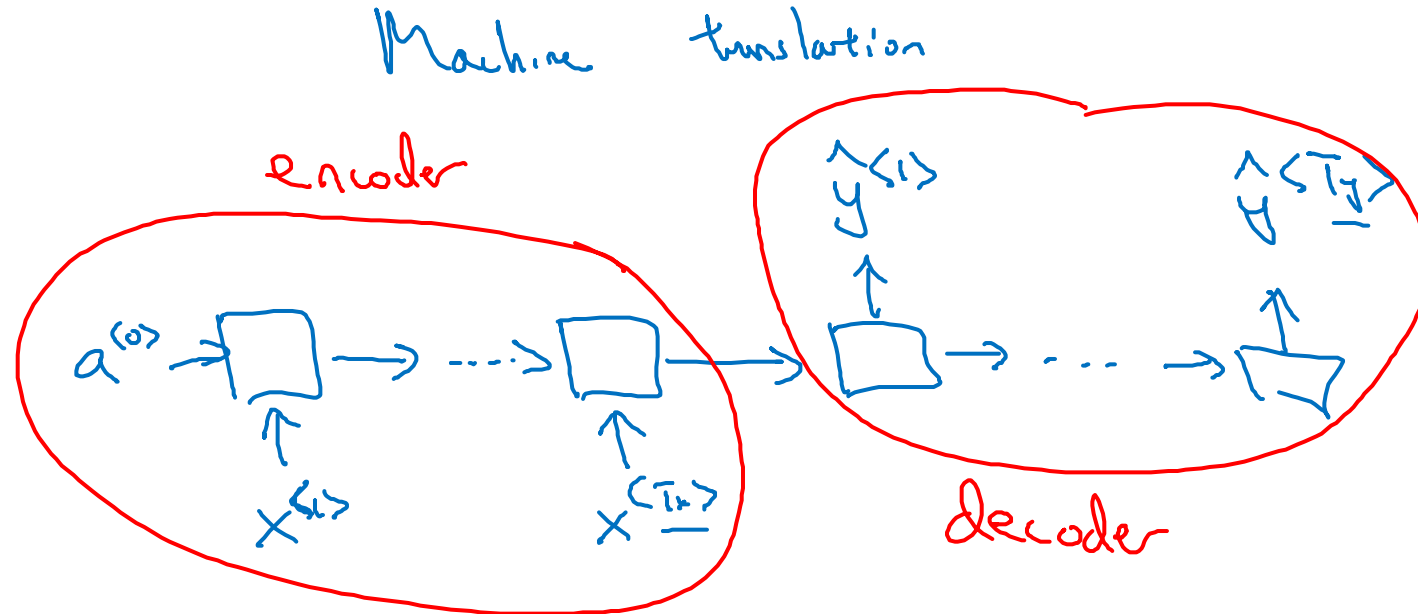 Machine translation
encoder
ŷ<1> ŷ<Ty>
a<0>
x<1> x<Tx>
decoder